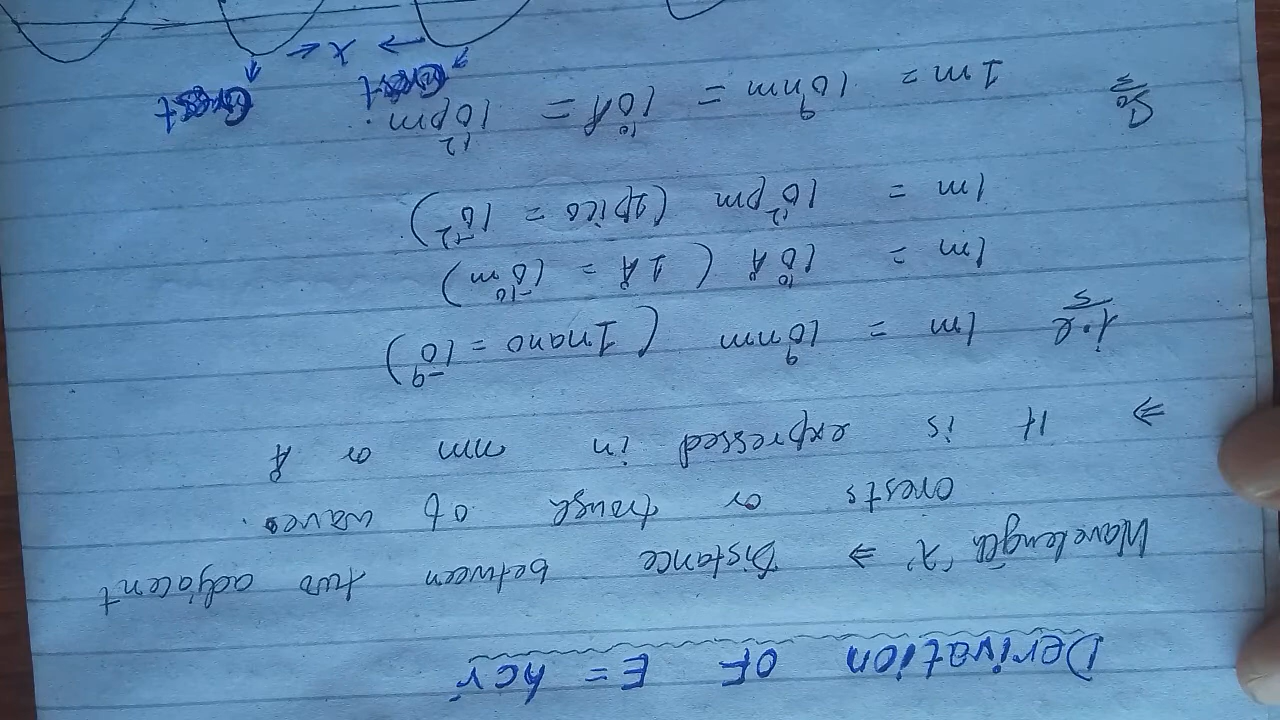 Derivation OF E = hcν̄
Wavelength 'λ' ⇒ Distance between two adjacent
crests or trough of waves.
⇒ It is expressed in nm or Å
i.e 1m = 10⁹nm (1nano = 10⁻⁹)
1m = 10¹⁰Å (1Å = 10⁻¹⁰m)
1m = 10¹²pm (1pico = 10⁻¹²)
So 1m = 10⁹nm = 10¹⁰Å = 10¹²pm.
Crest Crest
← λ →